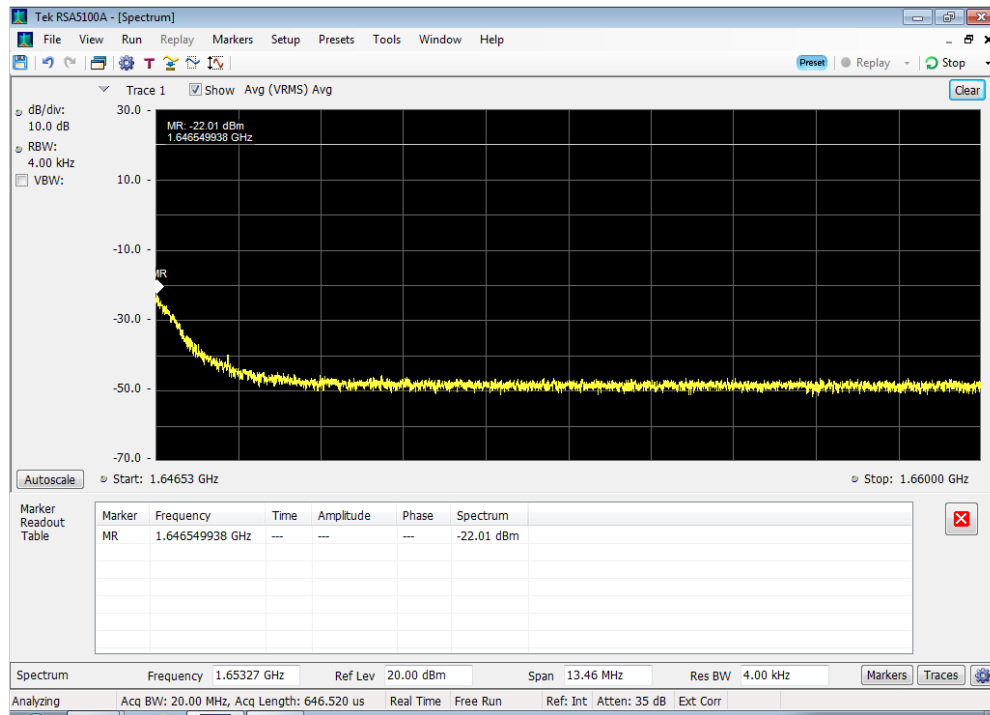 Tek RSA5100A - [Spectrum]
File View Run Replay Markers Setup Presets Tools Window Help
T Preset Replay Stop
Trace 1 Show Avg (VRMS) Avg Clear
dB/div:
10.0 dB
RBW:
4.00 kHz
VBW:
30.0
MR: -22.01 dBm
1.646549938 GHz
10.0
-10.0
MR
-30.0
-50.0
-70.0
Autoscale Start: 1.64653 GHz Stop: 1.66000 GHz
Marker
Readout
Table
Marker Frequency Time Amplitude Phase Spectrum
MR 1.646549938 GHz --- --- --- -22.01 dBm
Spectrum Frequency 1.65327 GHz Ref Lev 20.00 dBm Span 13.46 MHz Res BW 4.00 kHz Markers Traces
Analyzing Acq BW: 20.00 MHz, Acq Length: 646.520 us Real Time Free Run Ref: Int Atten: 35 dB Ext Corr